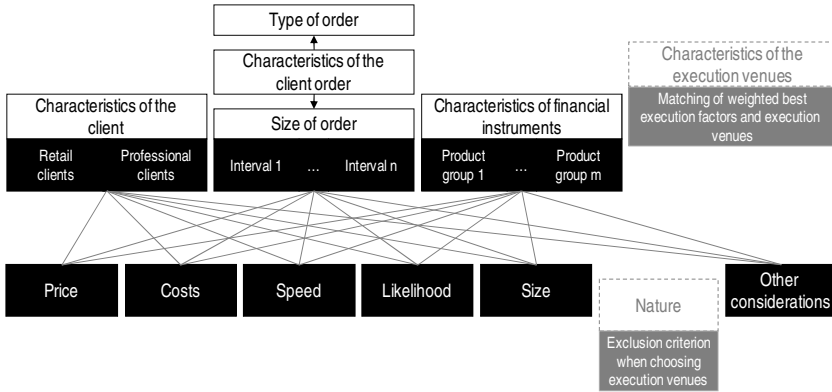 Type of order
Characteristics of the
client order
Characteristics of the
execution venues
Matching of weighted best
execution factors and execution
venues
Characteristics of the
client
Retail
clients
Professional
clients
Size of order
Interval 1 ... Interval n
Characteristics of financial
instruments
Product
group 1
...
Product
group m
Price
Costs
Speed
Likelihood
Size
Nature
Exclusion criterion
when choosing
execution venues
Other
considerations